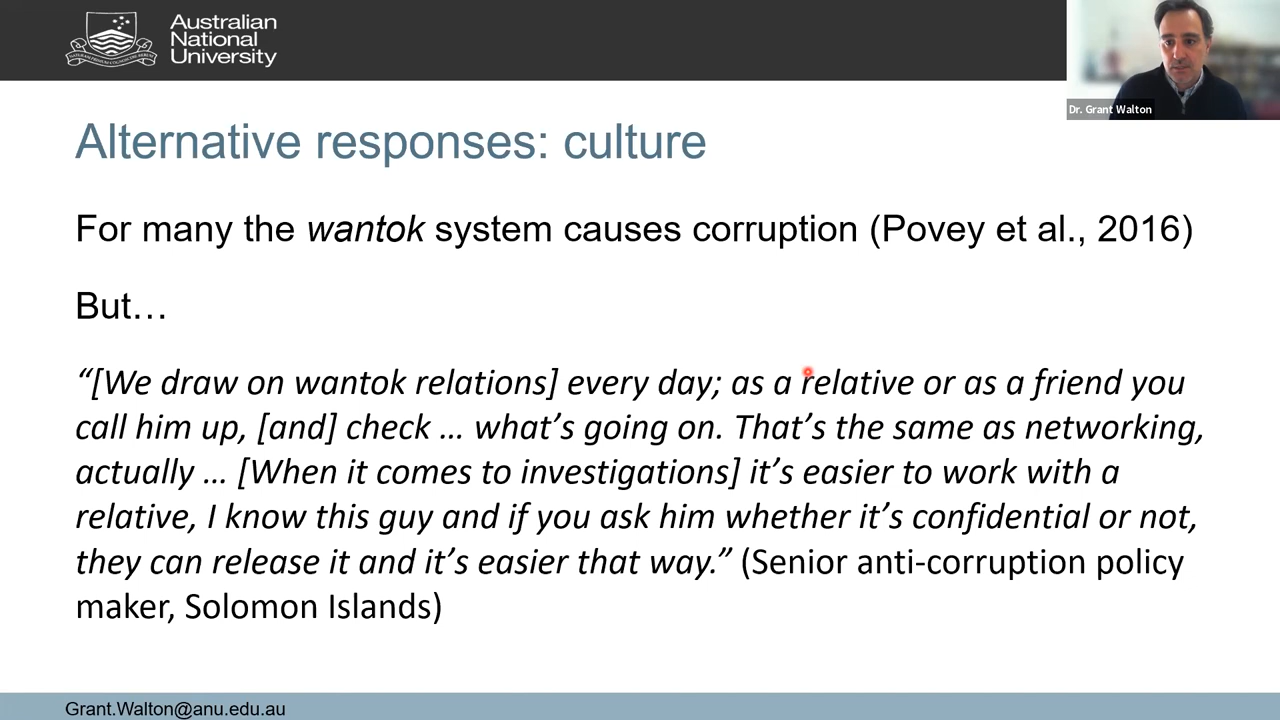 Australian
National
University
Dr. Grant Walton
Alternative responses: culture
For many the wantok system causes corruption (Povey et al., 2016)
But…
“[We draw on wantok relations] every day; as a relative or as a friend you
call him up, [and] check … what’s going on. That’s the same as networking,
actually … [When it comes to investigations] it’s easier to work with a
relative, I know this guy and if you ask him whether it’s confidential or not,
they can release it and it’s easier that way.” (Senior anti-corruption policy
maker, Solomon Islands)
Grant.Walton@anu.edu.au